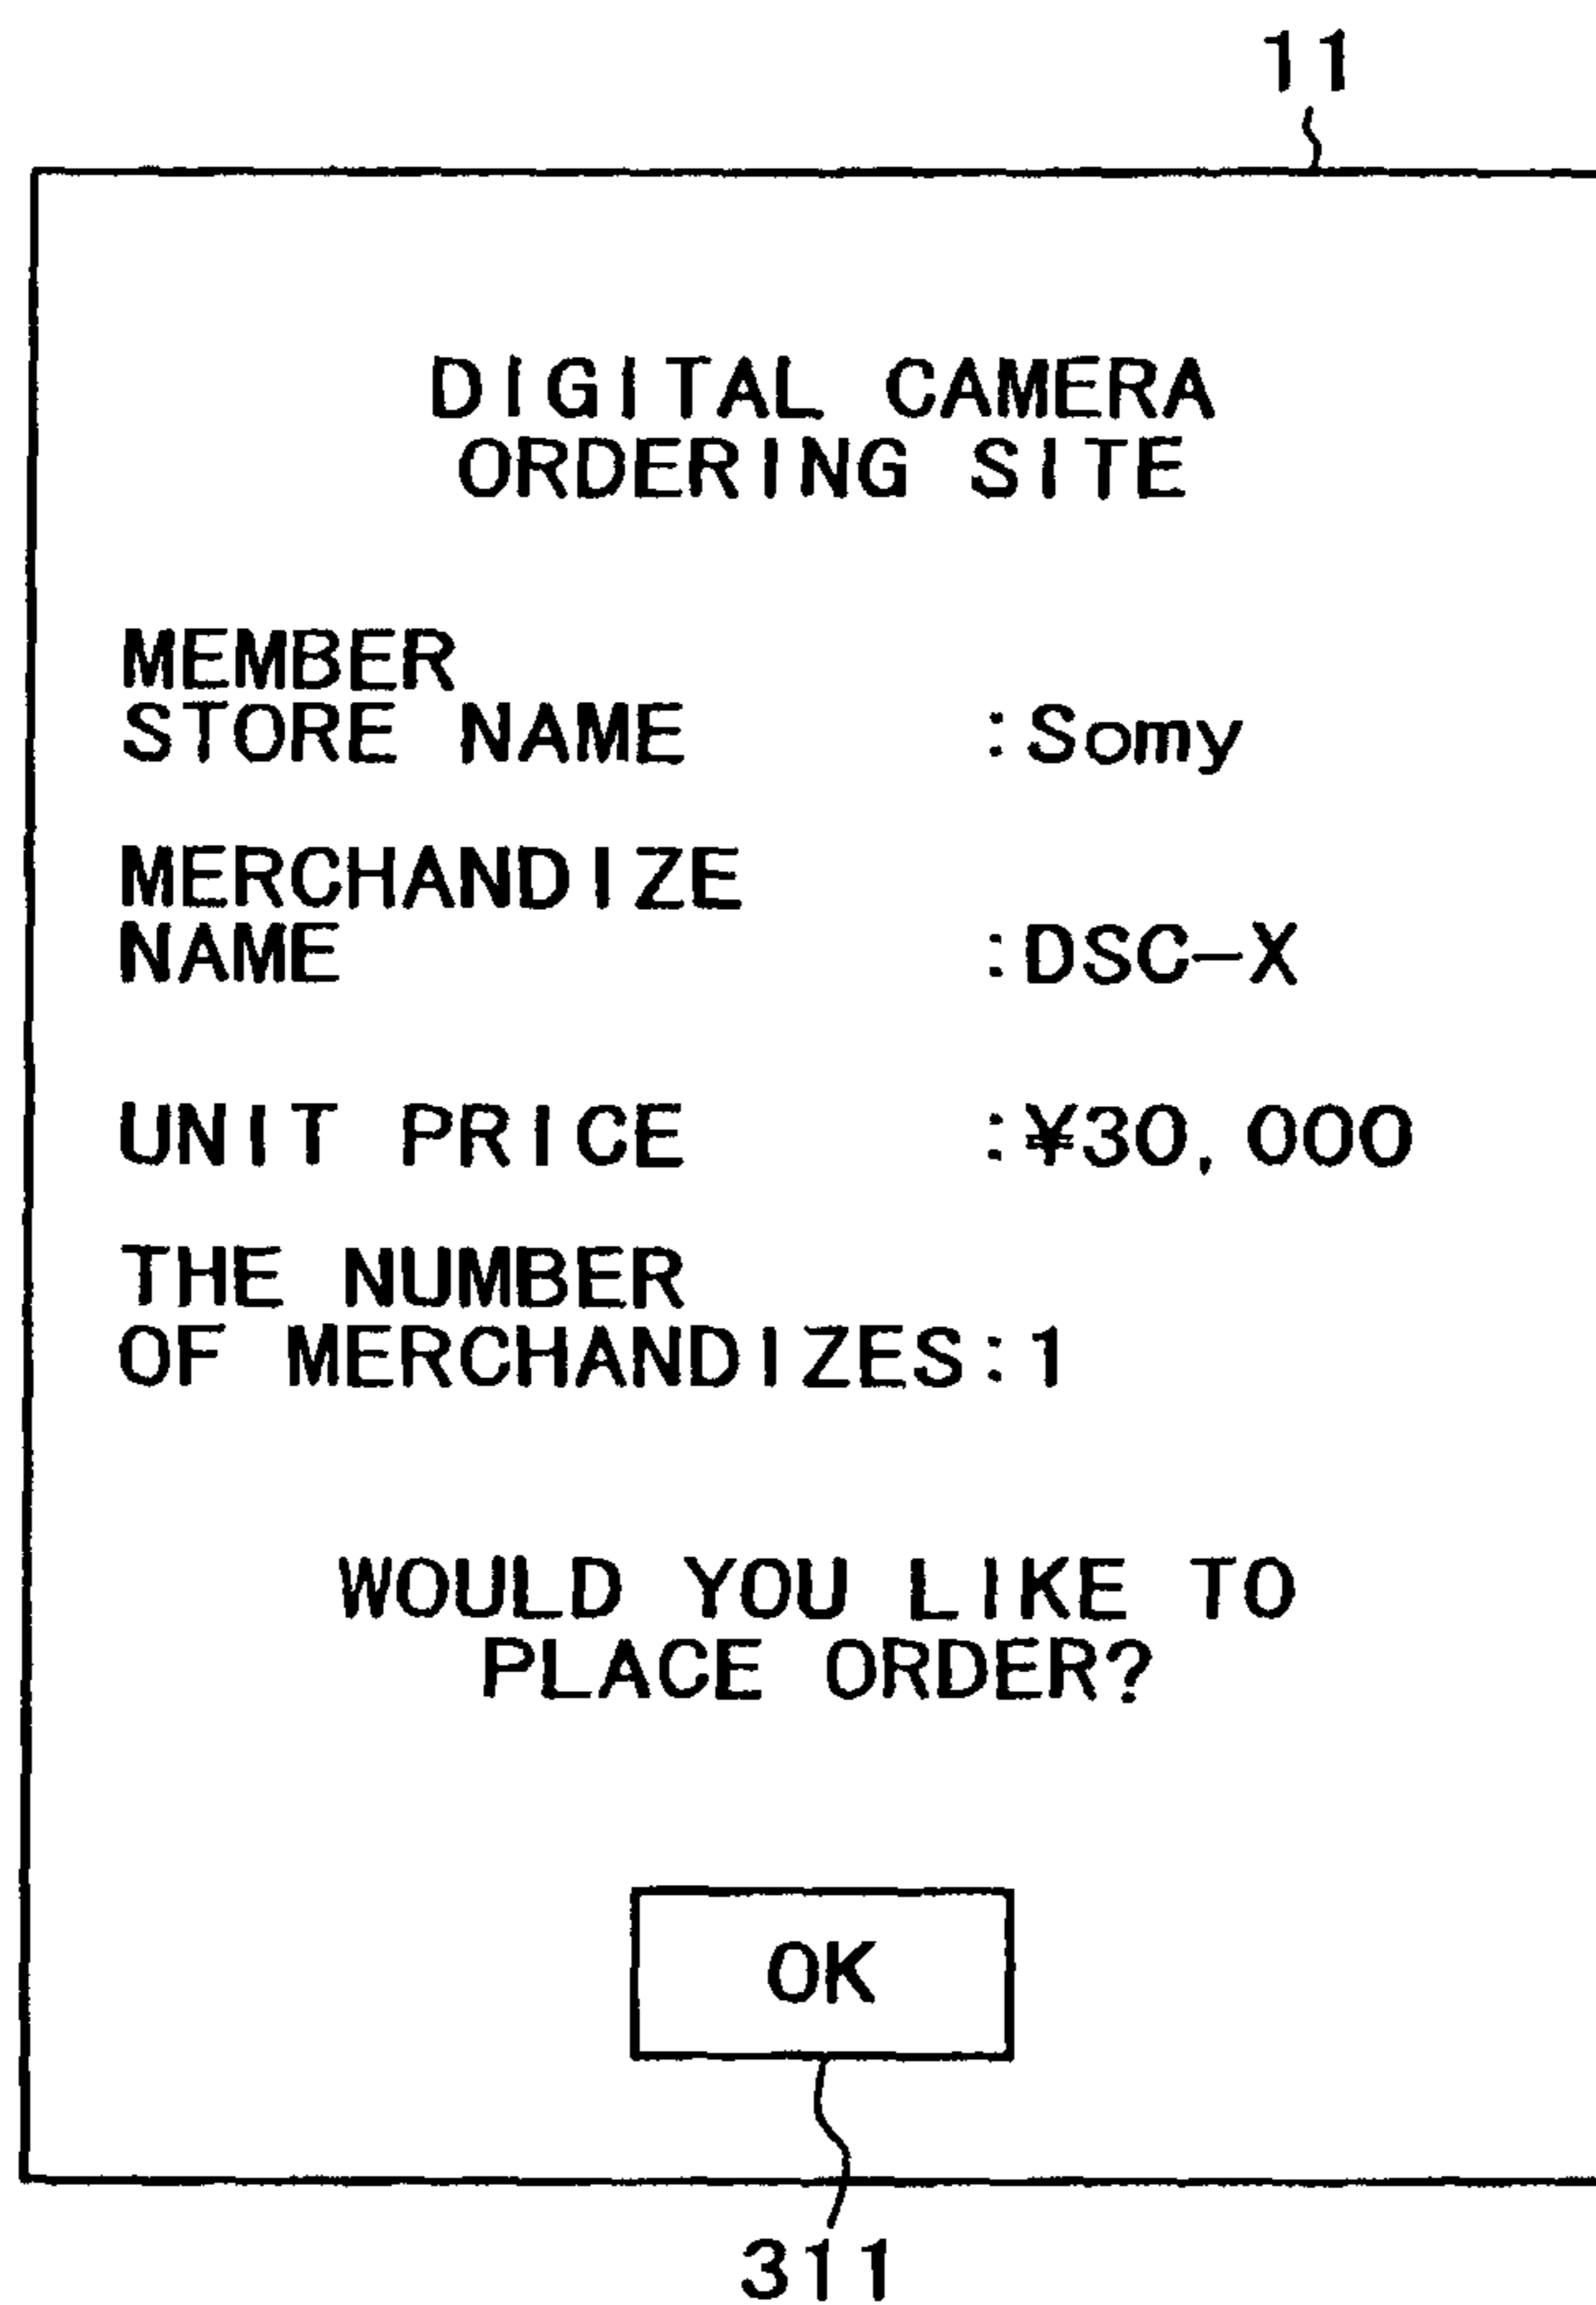 11
DIGITAL CAMERA
ORDERING SITE
MEMBER
STORE NAME :Somy
MERCHANDIZE
NAME :DSC-X
UNIT PRICE :¥30,000
THE NUMBER
OF MERCHANDIZES:1
WOULD YOU LIKE TO
PLACE ORDER?
OK
311